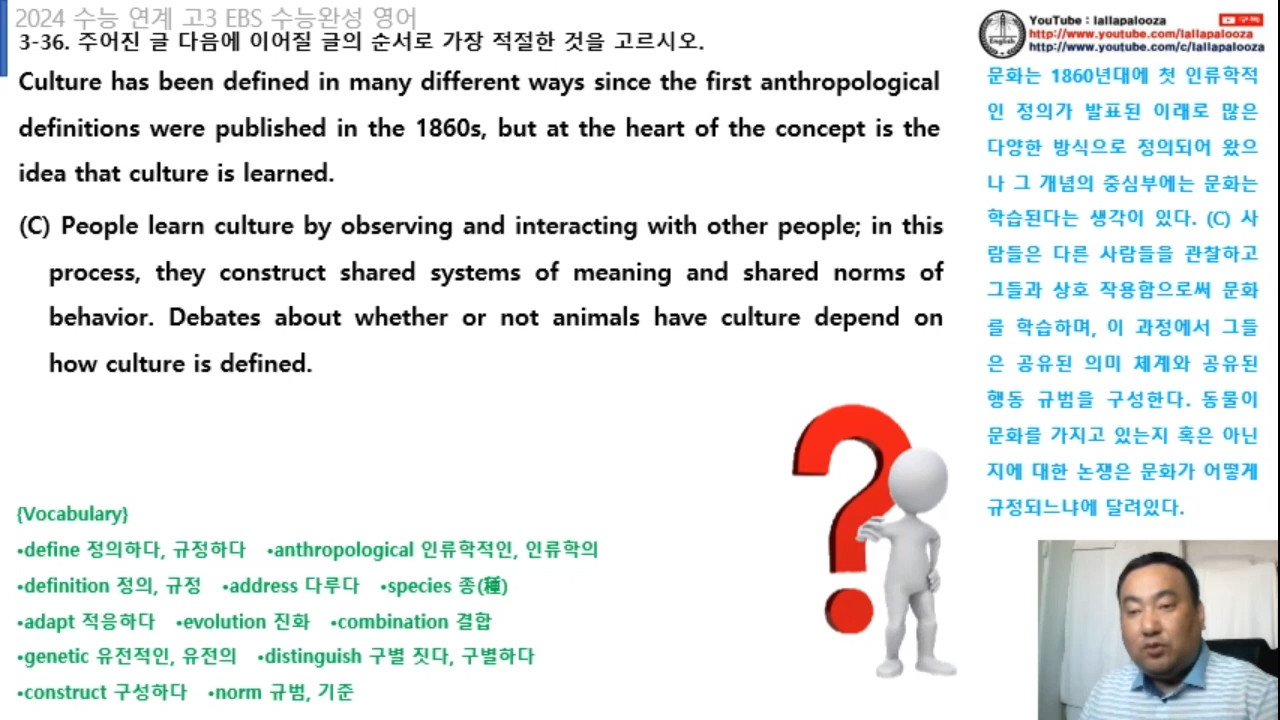 2024 수능 연계 고3 EBS 수능완성 영어
3-36. 주어진 글 다음에 이어질 글의 순서로 가장 적절한 것을 고르시오.
Culture has been defined in many different ways since the first anthropological
definitions were published in the 1860s, but at the heart of the concept is the
idea that culture is learned.
(C) People learn culture by observing and interacting with other people; in this
process, they construct shared systems of meaning and shared norms of
behavior. Debates about whether or not animals have culture depend on
how culture is defined.
{Vocabulary}
•define 정의하다, 규정하다 •anthropological 인류학적인, 인류학의
•definition 정의, 규정 •address 다루다 •species 종(種)
•adapt 적응하다 •evolution 진화 •combination 결합
•genetic 유전적인, 유전의 •distinguish 구별 짓다, 구별하다
•construct 구성하다 •norm 규범, 기준
English
YouTube : lallapalooza
구독
http://www.youtube.com/lallapalooza
http://www.youtube.com/c/lallapalooza
문화는 1860년대에 첫 인류학적
인 정의가 발표된 이래로 많은
다양한 방식으로 정의되어 왔으
나 그 개념의 중심부에는 문화는
학습된다는 생각이 있다. (C) 사
람들은 다른 사람들을 관찰하고
그들과 상호 작용함으로써 문화
를 학습하며, 이 과정에서 그들
은 공유된 의미 체계와 공유된
행동 규범을 구성한다. 동물이
문화를 가지고 있는지 혹은 아닌
지에 대한 논쟁은 문화가 어떻게
규정되느냐에 달려있다.